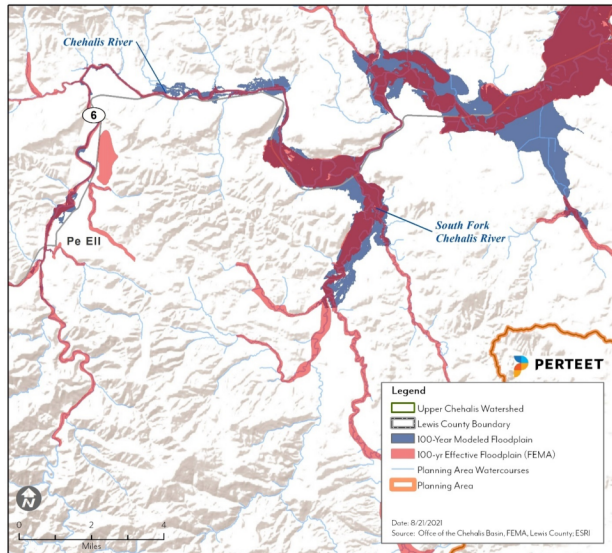 Chehalis River
6
Pe Ell
South Fork
Chehalis River
PERTEET
Legend
Upper Chehalis Watershed
Lewis County Boundary
100-Year Modeled Floodplain
100-yr Effective Floodplain (FEMA)
Planning Area Watercourses
Planning Area
Date: 8/21/2021
Source: Office of the Chehalis Basin, FEMA, Lewis County, ESRI
N
0 2 4
Miles